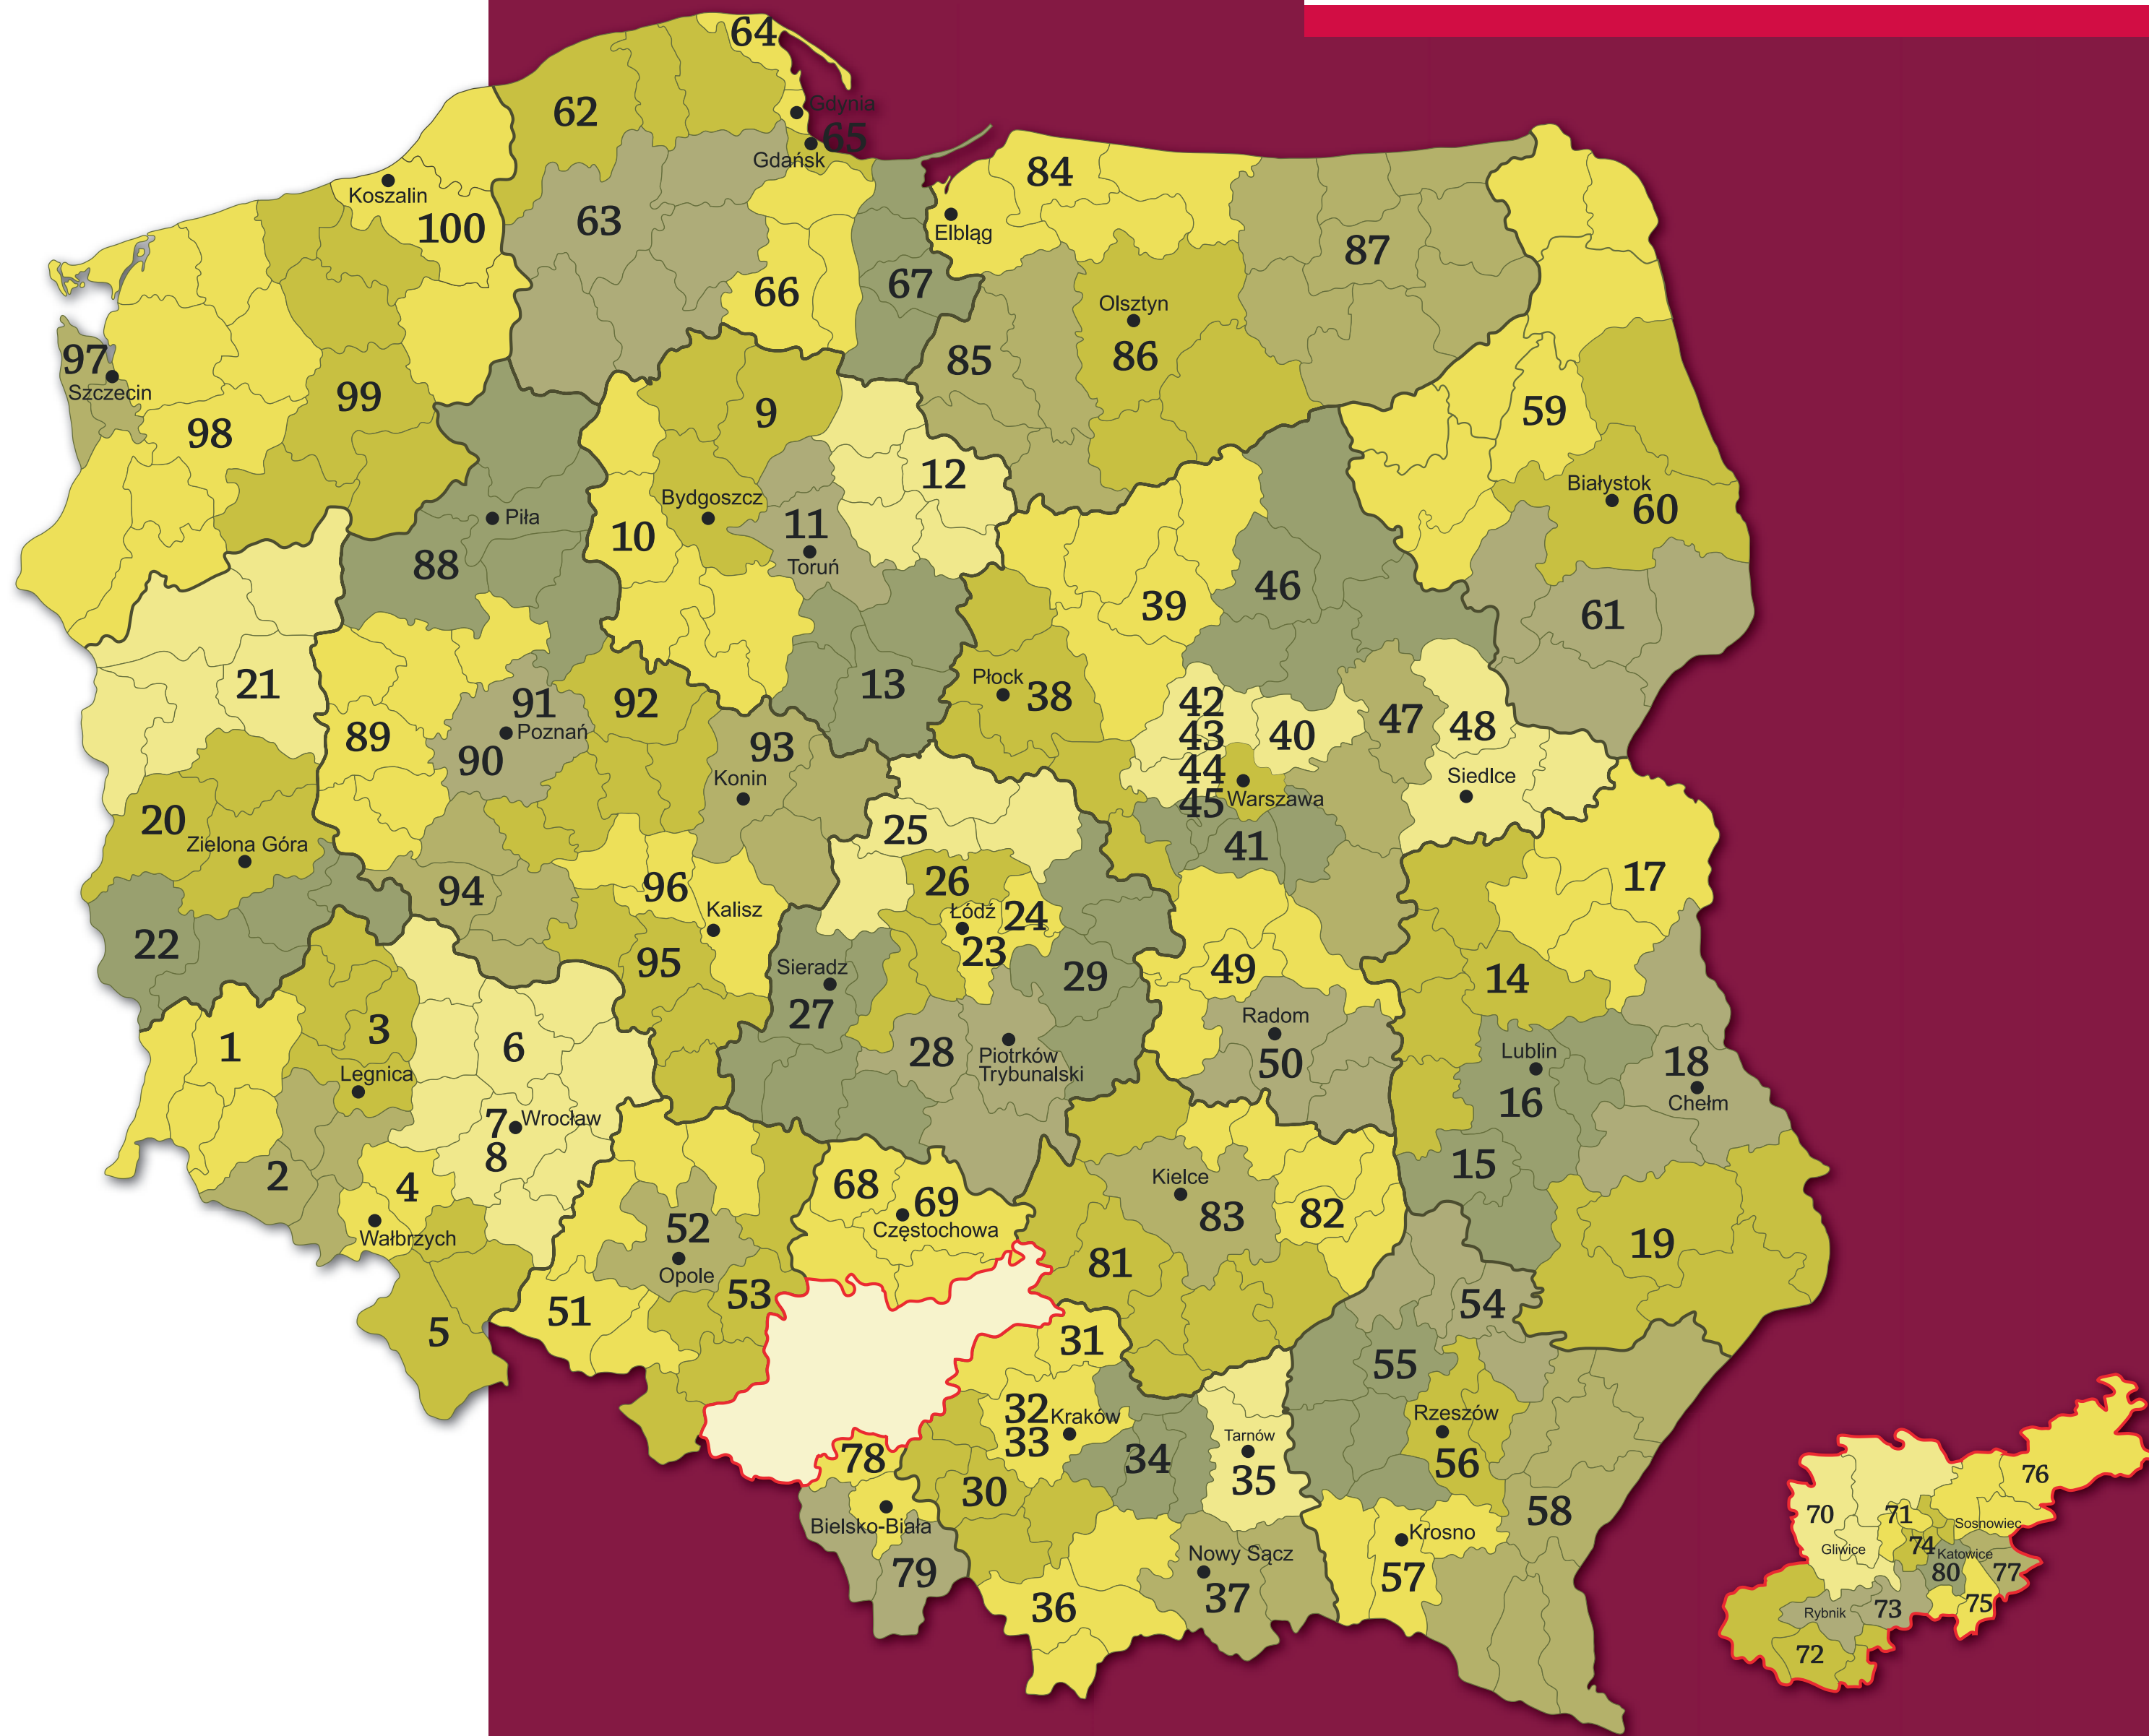 64
Gdynia
62
65
Gdańsk
84
Koszalin
100
63
Elbląg
87
66
67
Olsztyn
86
97
Szczecin
85
99
9
59
98
12
Białystok
60
Bydgoszcz
Piła
10
11
Toruń
88
46
39
61
21
13
Płock
38
91
Poznań
90
92
42
43
44
45
40
47
48
89
93
Konin
Siedlce
Warszawa
20
Zielona Góra
25
41
17
26
96
94
Kalisz
Łódź
24
23
22
95
Sieradz
27
29
49
14
1
3
Legnica
6
28
Piotrków
Trybunalski
Radom
50
Lublin
16
18
Chełm
7
Wrocław
8
2
4
Wałbrzych
15
68
69
Częstochowa
Kielce
83
82
52
Opole
19
81
53
51
5
54
31
55
32
Kraków
33
Rzeszów
56
78
34
Tarnów
35
30
58
76
Bielsko-Biała
70
71
Sosnowiec
Krosno
57
Gliwice
74
Katowice
80
77
79
Nowy Sącz
37
36
Rybnik
73
75
72